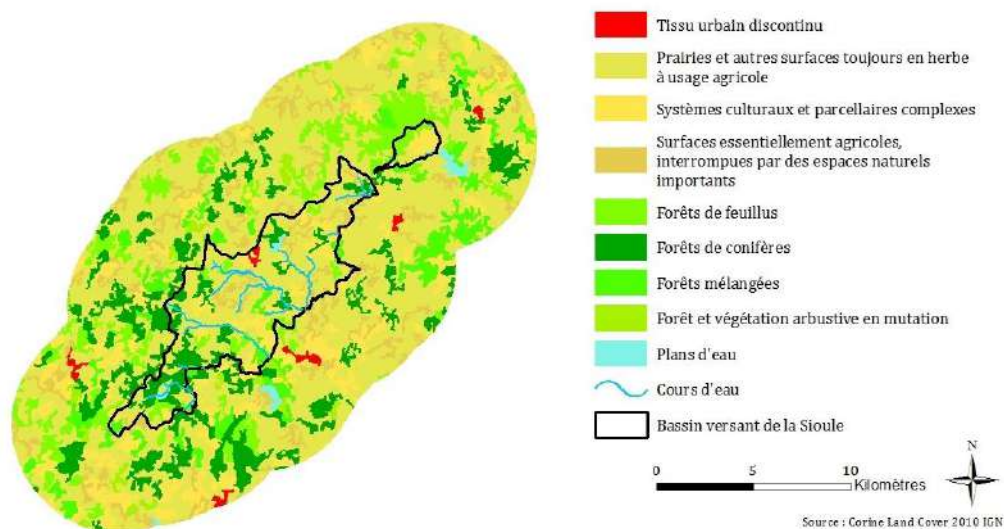 Tissu urbain discontinu
Prairies et autres surfaces toujours en herbe
à usage agricole
Systèmes culturaux et parcellaires complexes
Surfaces essentiellement agricoles,
interrompues par des espaces naturels
importants
Forêts de feuillus
Forêts de conifères
Forêts mélangées
Forêt et végétation arbustive en mutation
Plans d'eau
Cours d'eau
Bassin versant de la Sioule
0 5 10
Kilomètres
N
Source : Corine Land Cover 2010 IGN